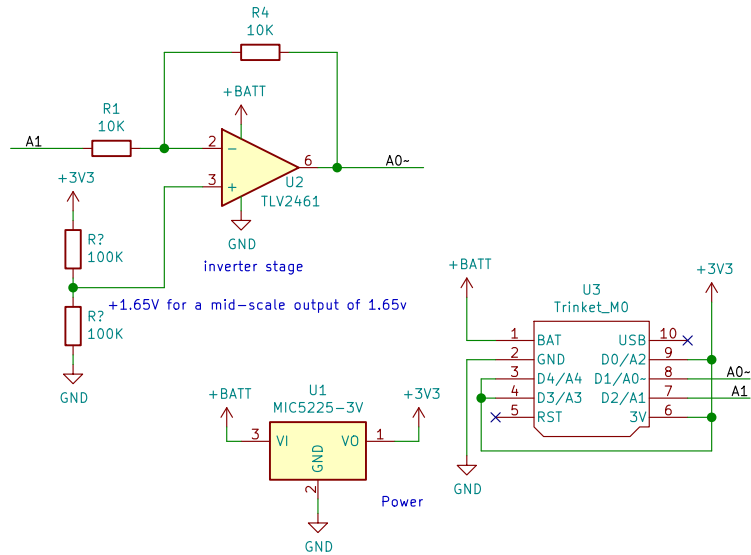 R4
10K
+BATT
R1
10K
A1
2
−
6
A0~
3
+
U2
TLV2461
+3V3
GND
R?
100K
inverter stage
+1.65V for a mid-scale output of 1.65v
R?
100K
GND
+BATT
+3V3
U3
Trinket_M0
1 BAT
USB 10
2 GND
D0/A2 9
3 D4/A4
D1/A0~ 8
A0~
4 D3/A3
D2/A1 7
A1
5 RST
3V 6
GND
U1
MIC5225-3V
+BATT
+3V3
3 VI
VO 1
GND
2
Power
GND